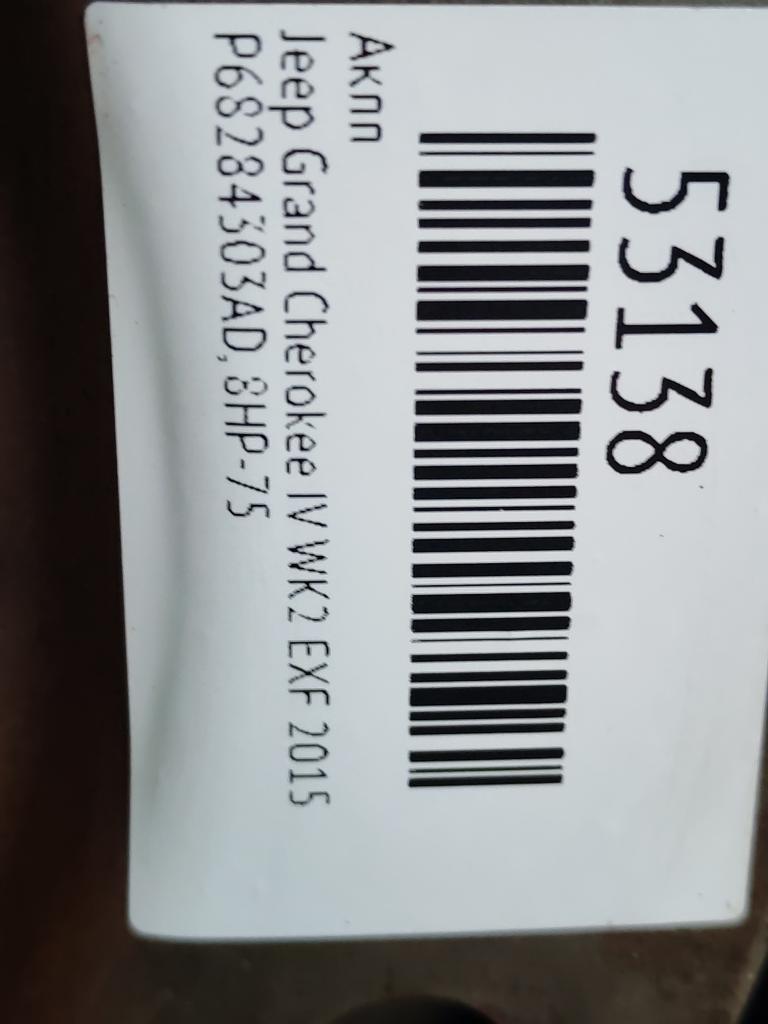 53138
Акпп
Jeep Grand Cherokee IV WK2 EXF 2015
P68284303AD, 8HP-75